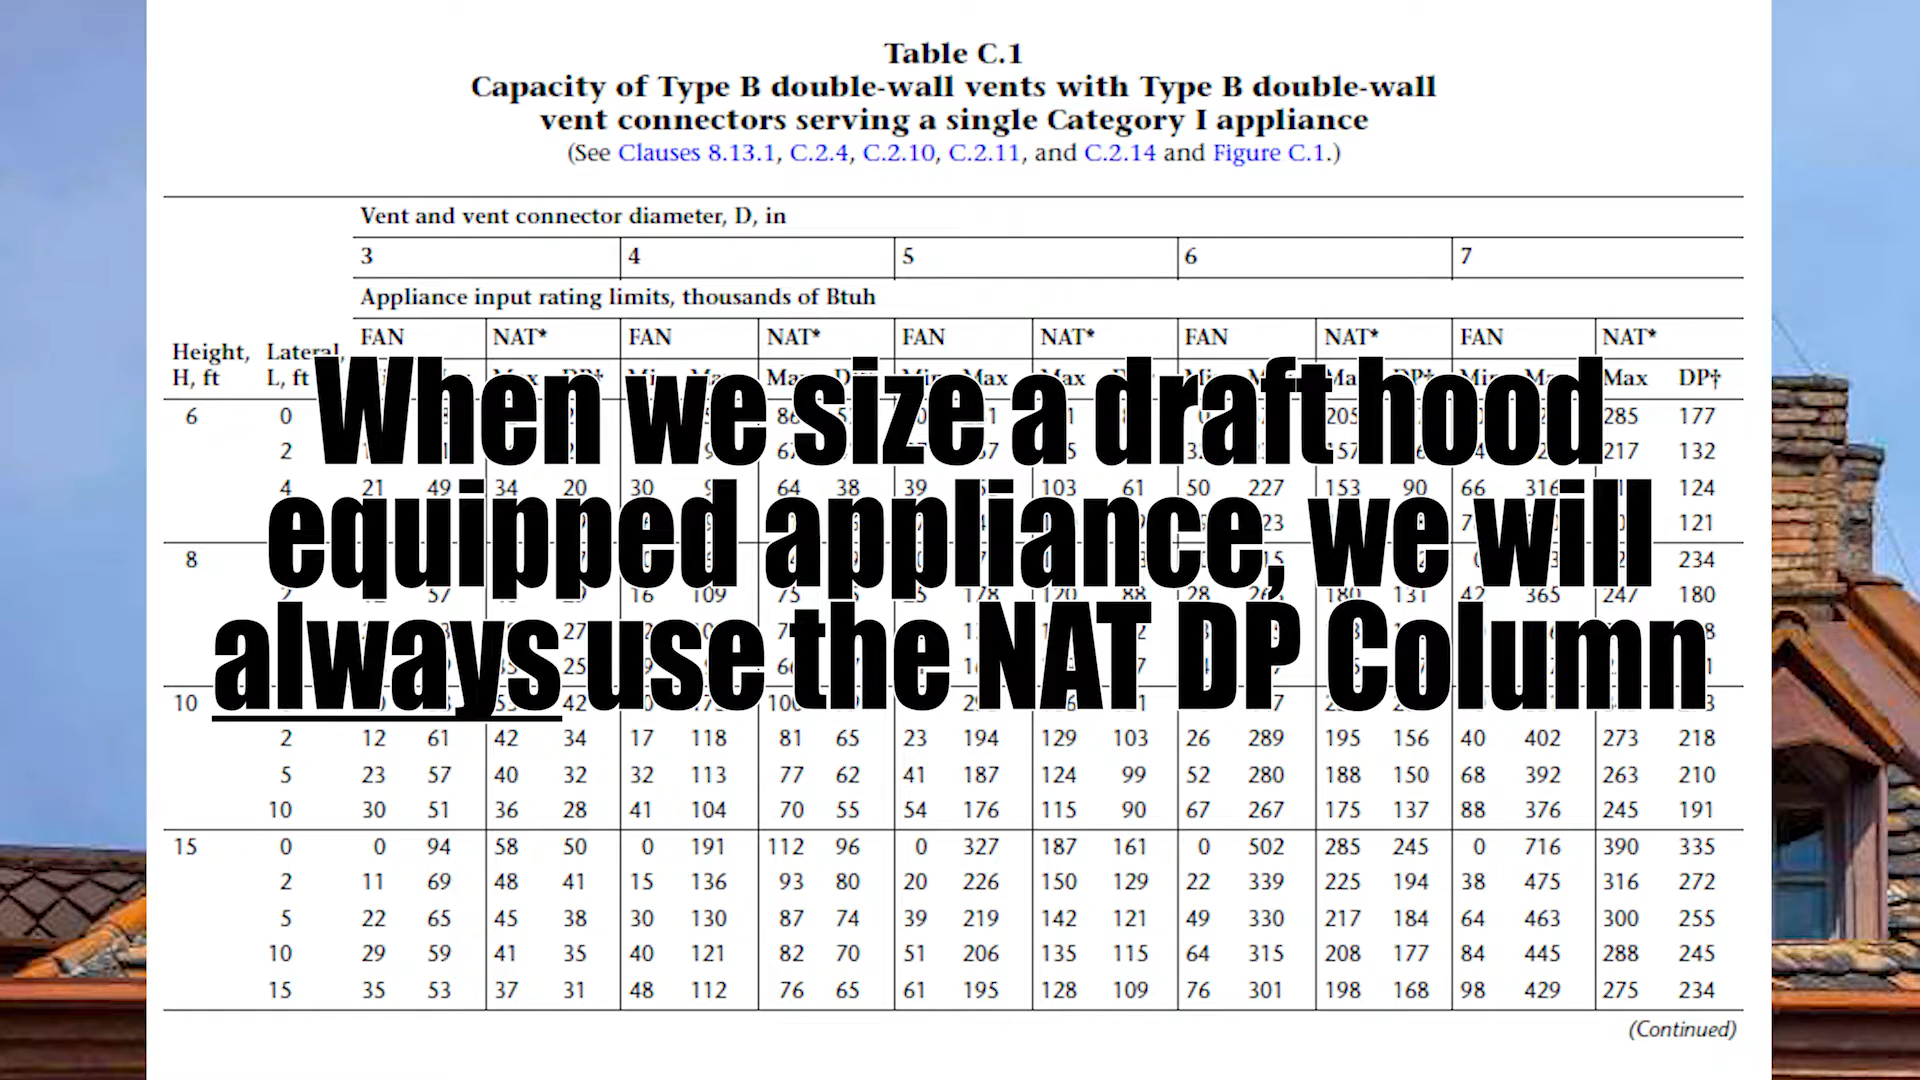 Table C.1
Capacity of Type B double-wall vents with Type B double-wall
vent connectors serving a single Category I appliance
(See Clauses 8.13.1, C.2.4, C.2.10, C.2.11, and C.2.14 and Figure C.1.)
Vent and vent connector diameter, D, in
3 4 5 6 7
Appliance input rating limits, thousands of Btuh
FAN NAT* FAN NAT* FAN NAT* FAN NAT* FAN NAT*
Height, Lateral,
H, ft L, ft Max Max Max DP†
6 0 285 177
2 217 132
When we size a draft hood
4 21 49 34 20 30 64 38 39 103 61 50 227 153 90 66 316 124
121
equipped appliance, we will
8 234
57 16 109 75 178 120 88 28 180 131 42 365 247 180
27
25
always use the NAT DP Column
10 42
2 12 61 42 34 17 118 81 65 23 194 129 103 26 289 195 156 40 402 273 218
5 23 57 40 32 32 113 77 62 41 187 124 99 52 280 188 150 68 392 263 210
10 30 51 36 28 41 104 70 55 54 176 115 90 67 267 175 137 88 376 245 191
15 0 0 94 58 50 0 191 112 96 0 327 187 161 0 502 285 245 0 716 390 335
2 11 69 48 41 15 136 93 80 20 226 150 129 22 339 225 194 38 475 316 272
5 22 65 45 38 30 130 87 74 39 219 142 121 49 330 217 184 64 463 300 255
10 29 59 41 35 40 121 82 70 51 206 135 115 64 315 208 177 84 445 288 245
15 35 53 37 31 48 112 76 65 61 195 128 109 76 301 198 168 98 429 275 234
(Continued)